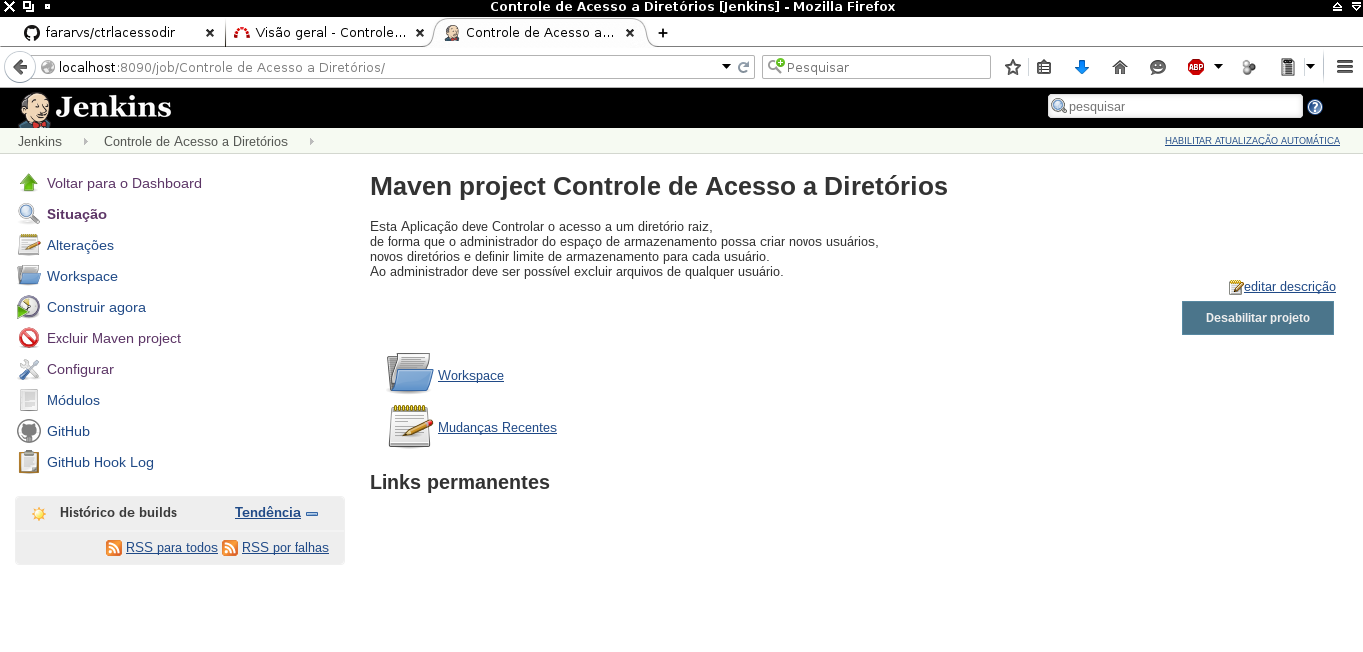 Controle de Acesso a Diretórios [Jenkins] - Mozilla Firefox
fararvs/ctrlacessodir
Visão geral - Controle...
Controle de Acesso a...
localhost:8090/job/Controle de Acesso a Diretórios/
Pesquisar
ABP
Jenkins
pesquisar
Jenkins
Controle de Acesso a Diretórios
HABILITAR ATUALIZAÇÃO AUTOMÁTICA
Voltar para o Dashboard
Situação
Alterações
Workspace
Construir agora
Excluir Maven project
Configurar
Módulos
GitHub
GitHub Hook Log
Histórico de builds
Tendência
RSS para todos
RSS por falhas
Maven project Controle de Acesso a Diretórios
Esta Aplicação deve Controlar o acesso a um diretório raiz,
de forma que o administrador do espaço de armazenamento possa criar novos usuários,
novos diretórios e definir limite de armazenamento para cada usuário.
Ao administrador deve ser possível excluir arquivos de qualquer usuário.
editar descrição
Desabilitar projeto
Workspace
Mudanças Recentes
Links permanentes